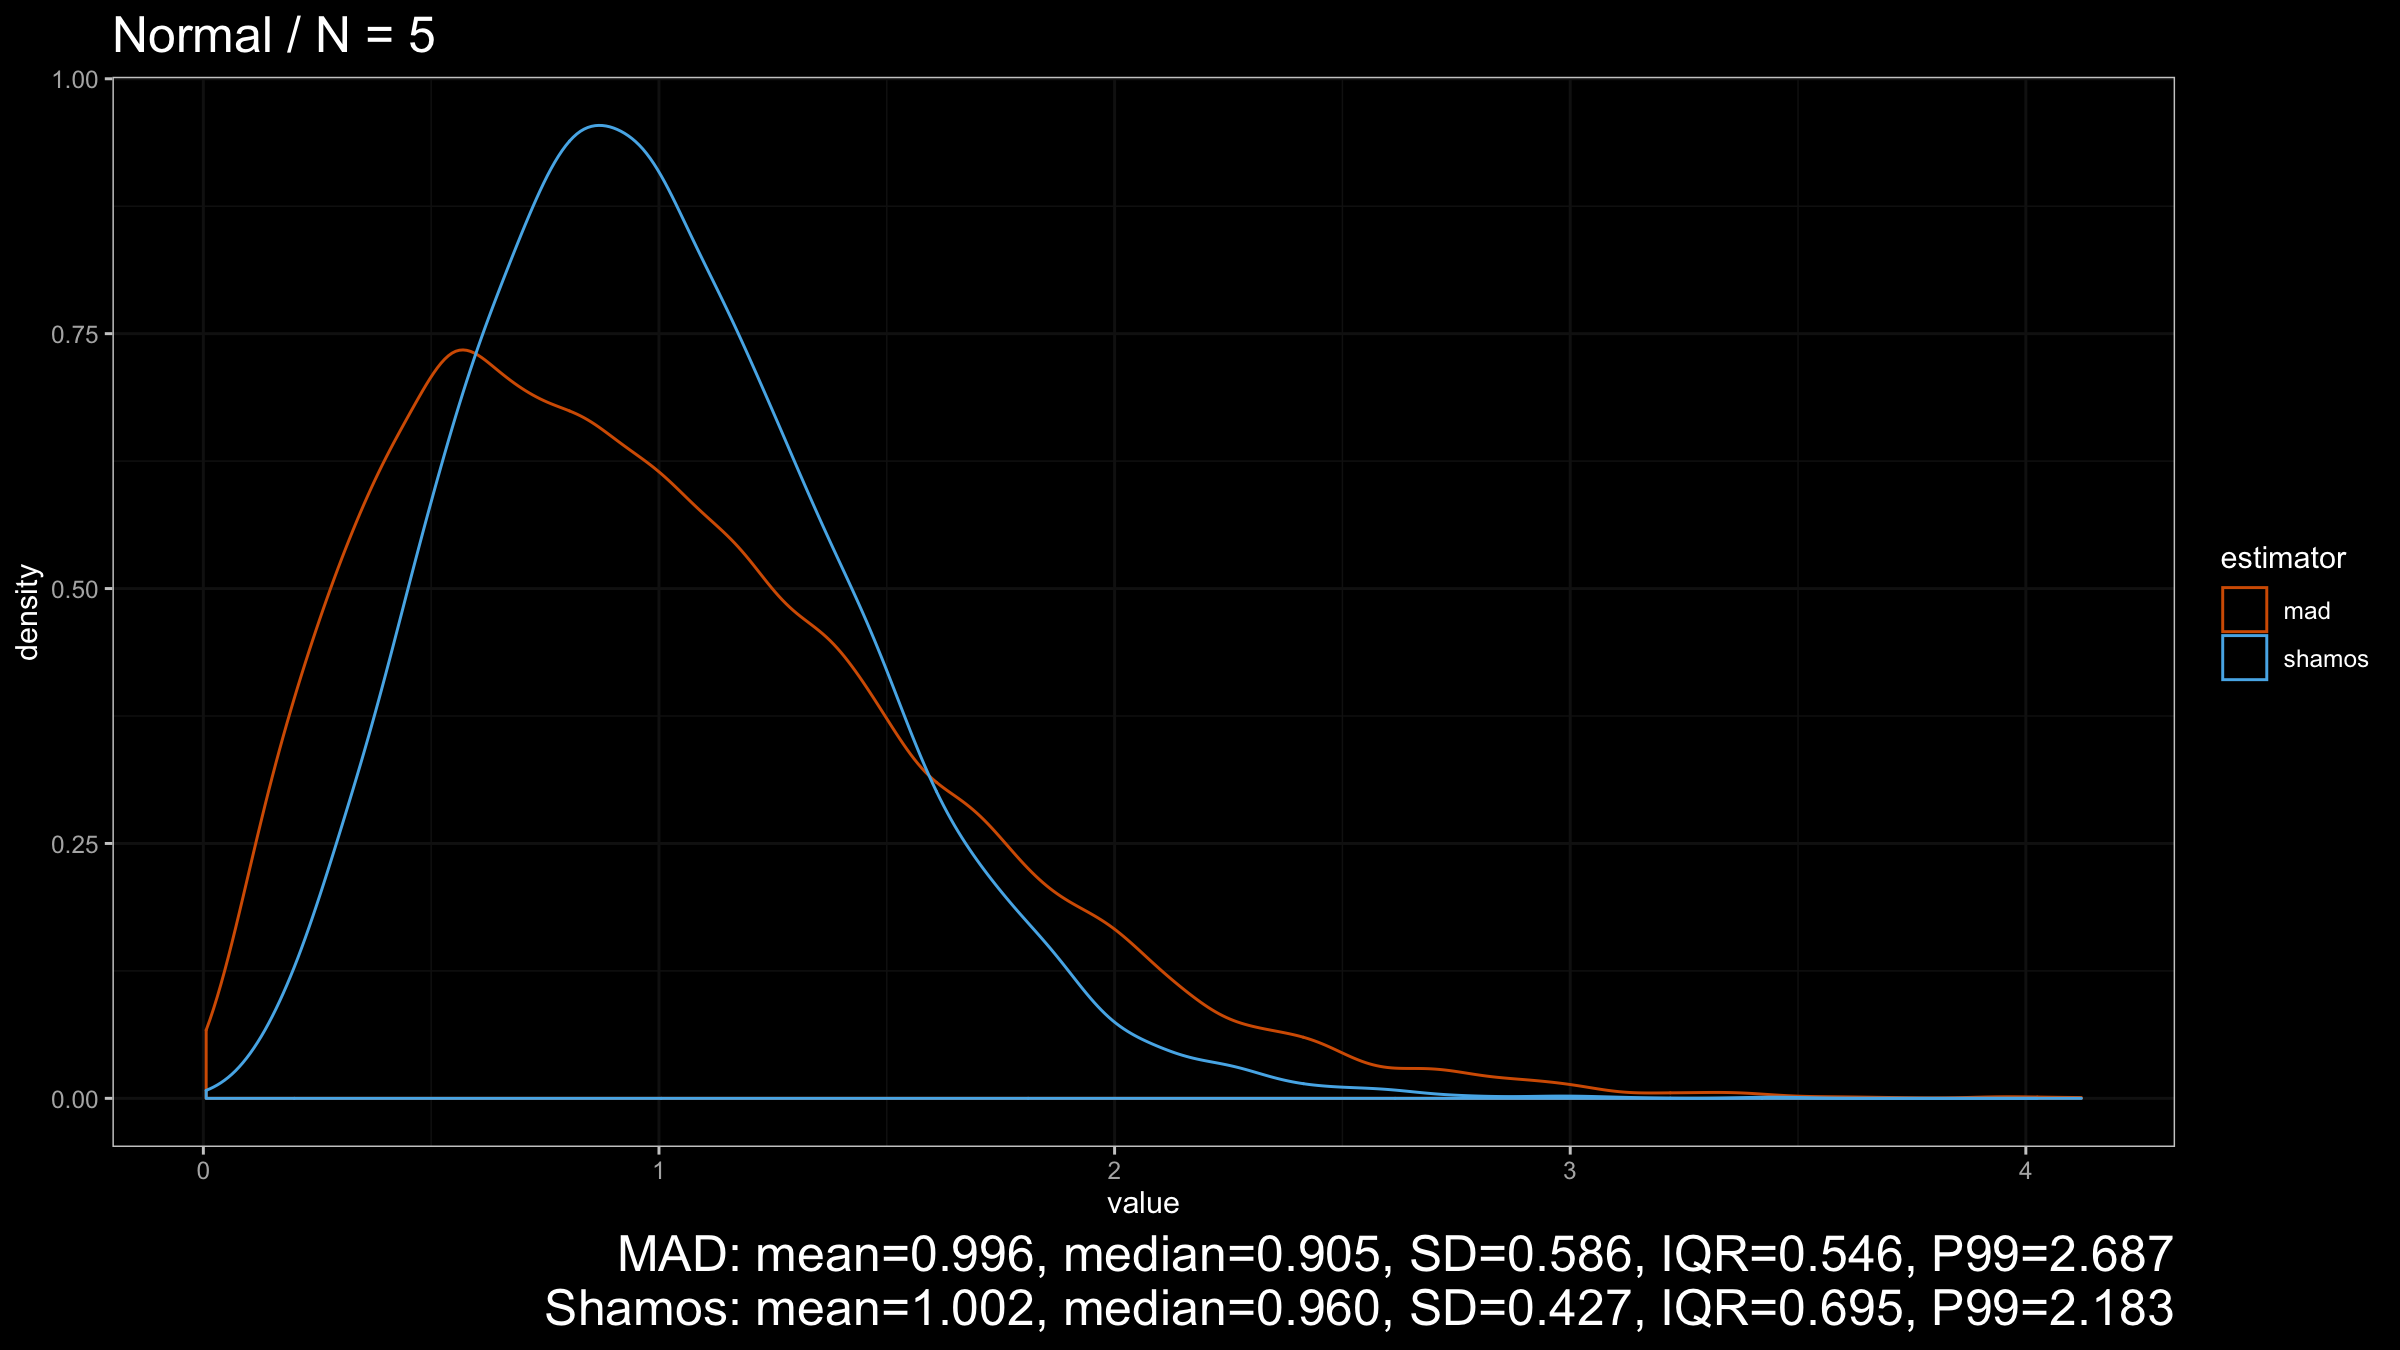 Normal / N = 5
1.00
0.75
0.50
0.25
0.00
density
0 1 2 3 4
value
estimator
mad
shamos
MAD: mean=0.996, median=0.905, SD=0.586, IQR=0.546, P99=2.687
Shamos: mean=1.002, median=0.960, SD=0.427, IQR=0.695, P99=2.183